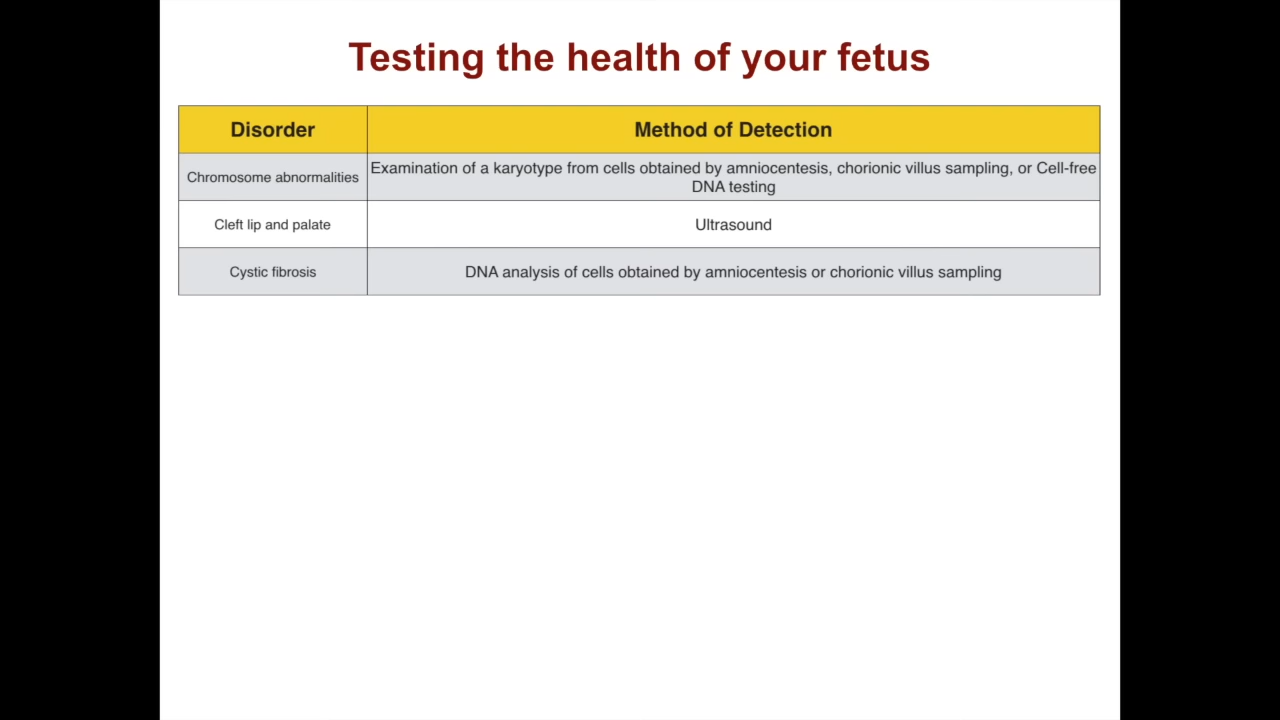 Testing the health of your fetus
Disorder
Method of Detection
Chromosome abnormalities
Examination of a karyotype from cells obtained by amniocentesis, chorionic villus sampling, or Cell-free
DNA testing
Cleft lip and palate
Ultrasound
Cystic fibrosis
DNA analysis of cells obtained by amniocentesis or chorionic villus sampling